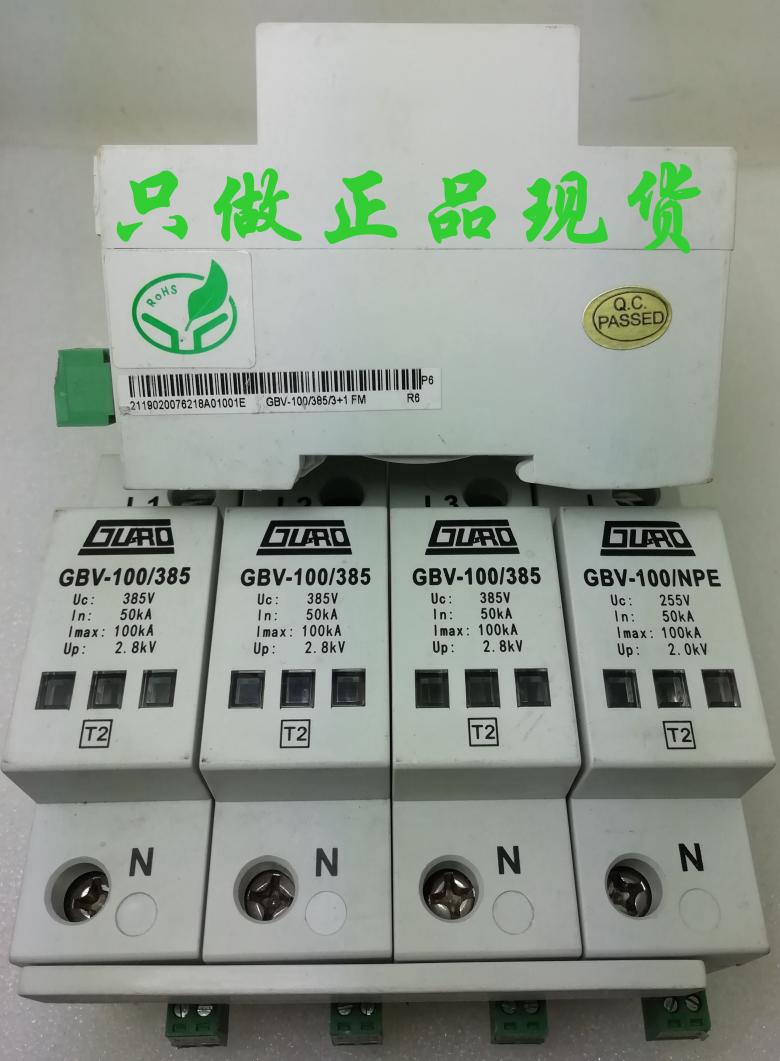 只做正品现货
RoHS
Q.C.
PASSED
P6
2119020076218A01001E GBV-100/385/3+1 FM R6
L1 L2 L3
GUARD GUARD GUARD GUARD
GBV-100/385 GBV-100/385 GBV-100/385 GBV-100/NPE
Uc: 385V Uc: 385V Uc: 385V Uc: 255V
In: 50kA In: 50kA In: 50kA In: 50kA
Imax: 100kA Imax: 100kA Imax: 100kA Imax: 100kA
Up: 2.8kV Up: 2.8kV Up: 2.8kV Up: 2.0kV
T2 T2 T2 T2
N N N N